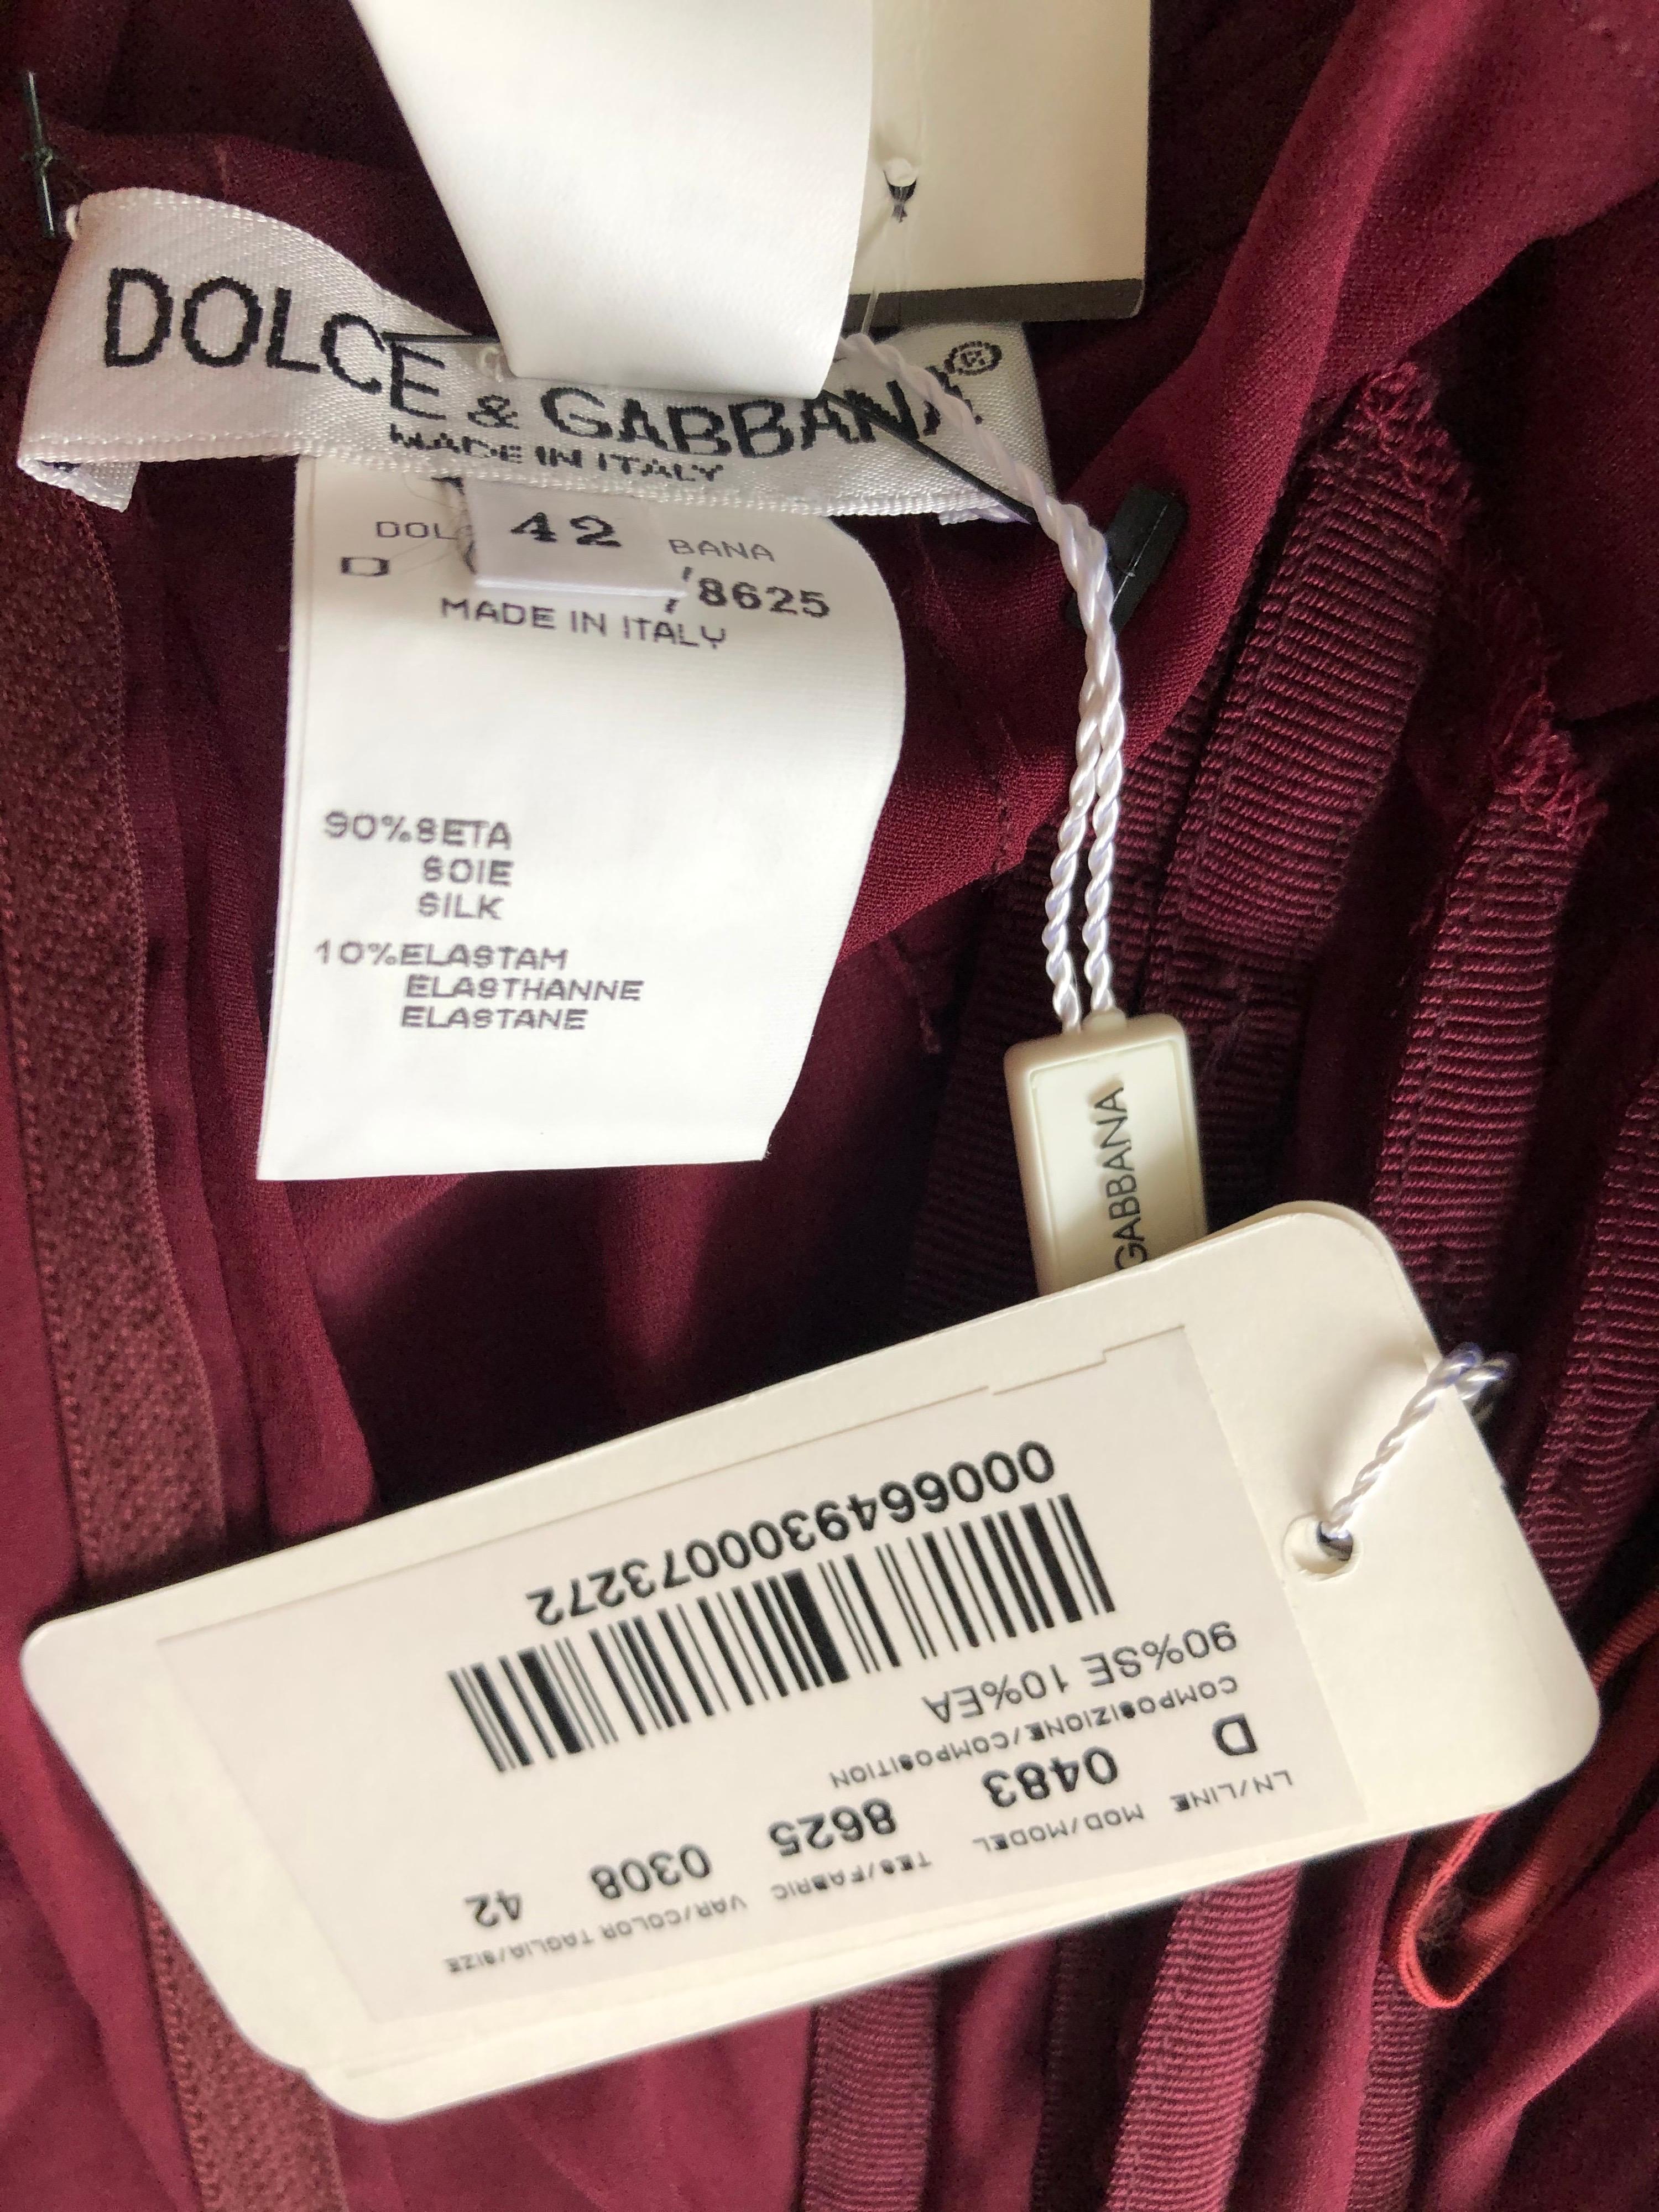 DOLCE & GABBANA®
MADE IN ITALY
42
DOL BANA
D 8625
MADE IN ITALY
90%SETA
SOIE
SILK
10%ELASTAM
ELASTHANNE
ELASTANE
GABBANA
LN/LINE MOD/MODEL TES/FABRIC VAR/COLOR TAGLIA/SIZE
D 0483 8625 0308 42
COMPOSIZIONE/COMPOSITION
90%SE 10%EA
0006649300073272